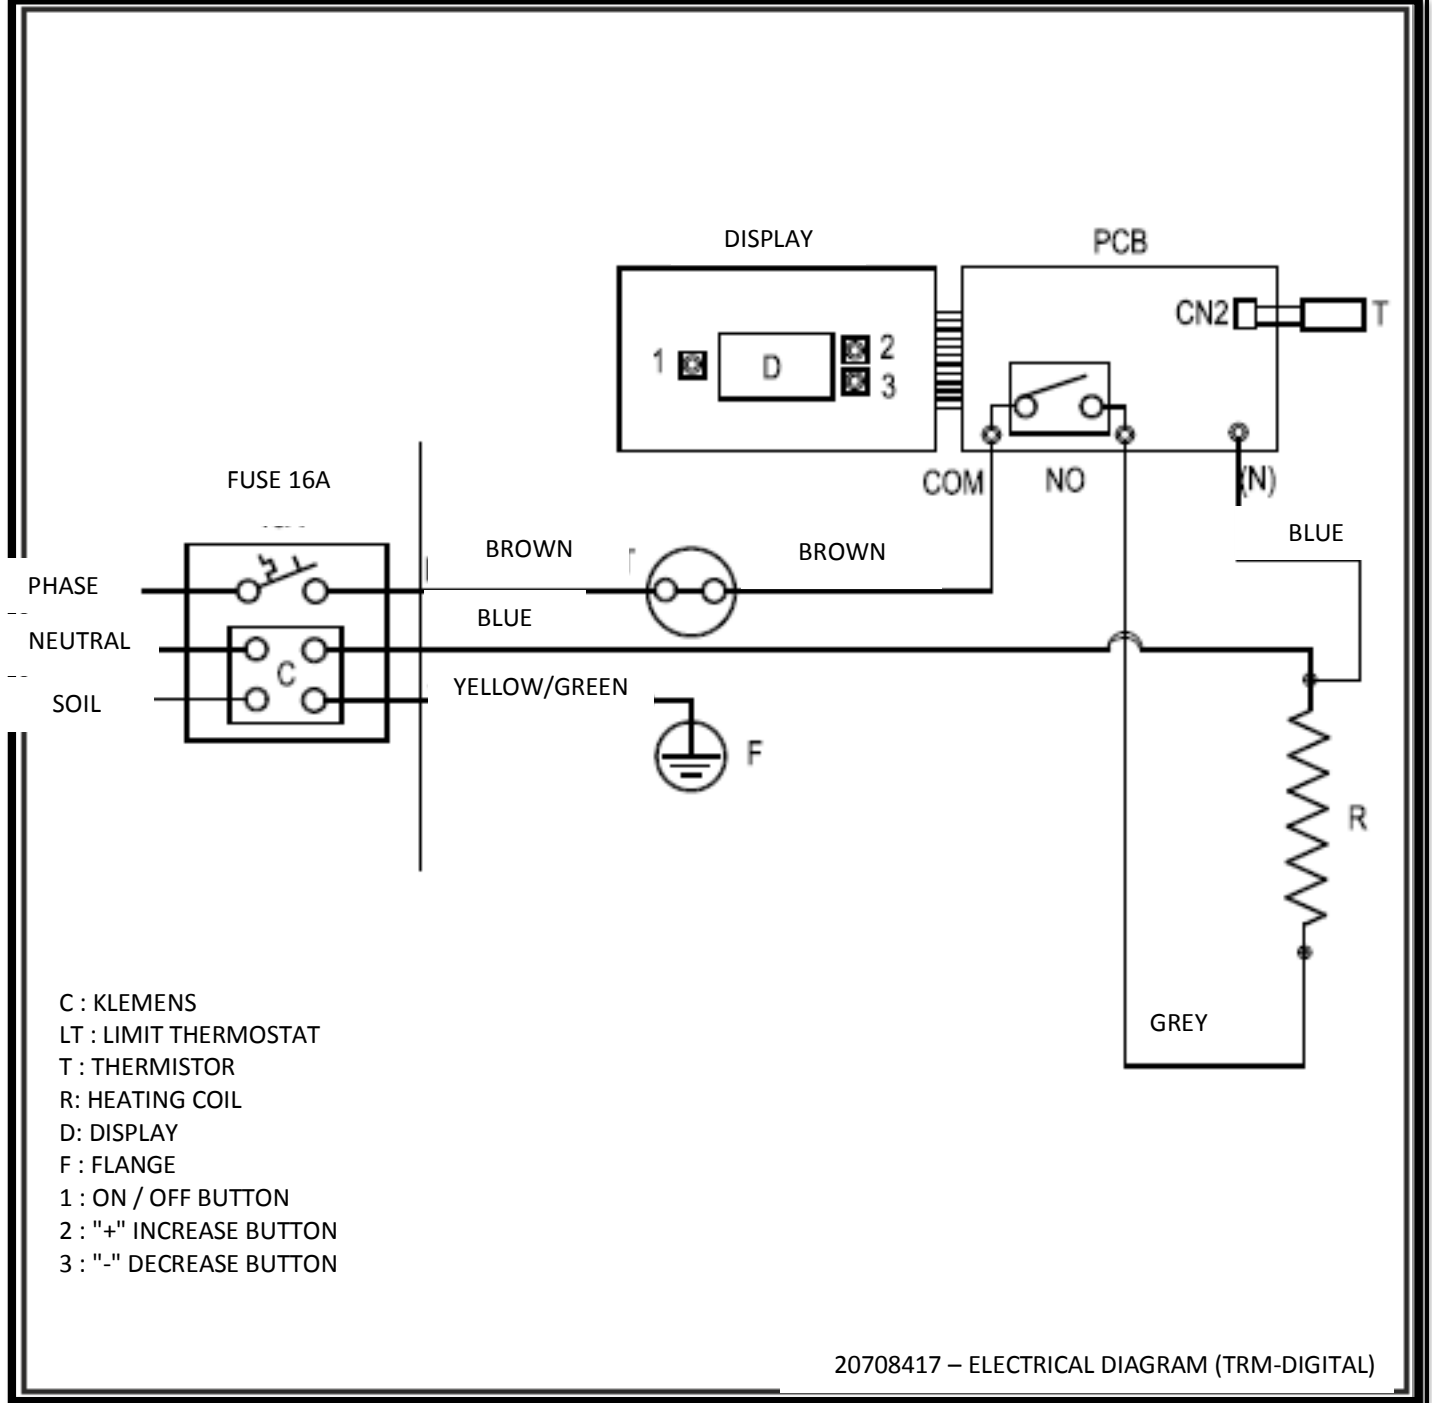 DISPLAY
PCB
CN2
T
1
D
2
3
COM
NO
(N)
FUSE 16A
BLUE
BROWN
BROWN
PHASE
BLUE
NEUTRAL
C
YELLOW/GREEN
SOIL
F
R
GREY
C : KLEMENS
LT : LIMIT THERMOSTAT
T : THERMISTOR
R: HEATING COIL
D: DISPLAY
F : FLANGE
1 : ON / OFF BUTTON
2 : "+" INCREASE BUTTON
3 : "-" DECREASE BUTTON
20708417 – ELECTRICAL DIAGRAM (TRM-DIGITAL)